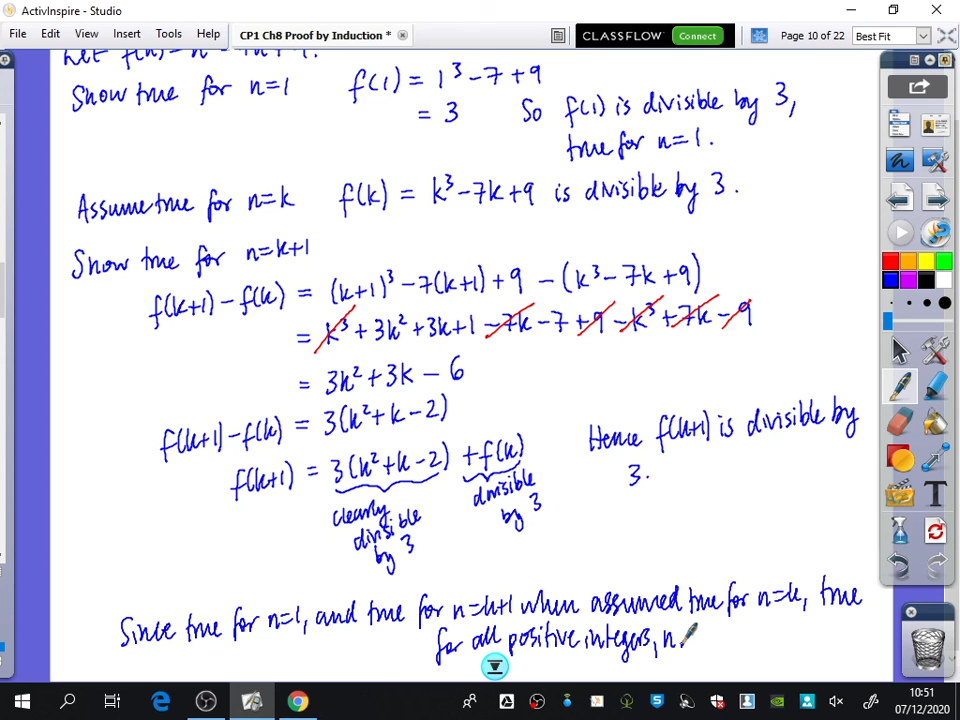 ActivInspire - Studio
File Edit View Insert Tools Help CP1 Ch8 Proof by Induction * CLASSFLOW Connect Page 10 of 22 Best Fit
Show true for n=1 f(1) = 1³ - 7 + 9
= 3 So f(1) is divisible by 3,
true for n=1.
Assume true for n=k f(k) = k³ - 7k + 9 is divisible by 3.
Show true for n=k+1
f(k+1) - f(k) = (k+1)³ - 7(k+1) + 9 - (k³ - 7k + 9)
= k³ + 3k² + 3k + 1 - 7k - 7 + 9 - k³ + 7k - 9
= 3k² + 3k - 6
f(k+1) - f(k) = 3(k² + k - 2)
f(k+1) = 3(k² + k - 2) + f(k)
clearly divisible by 3
divisible by 3
Hence f(k+1) is divisible by
3.
Since true for n=1, and true for n=k+1 when assumed true for n=k, true
for all positive integers, n.
T
10:51
07/12/2020